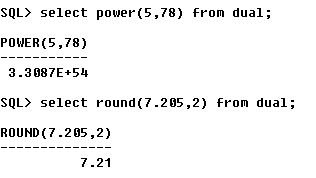 SQL> select power(5,78) from dual;
POWER(5,78)
-----------
3.3087E+54
SQL> select round(7.205,2) from dual;
ROUND(7.205,2)
--------------
7.21